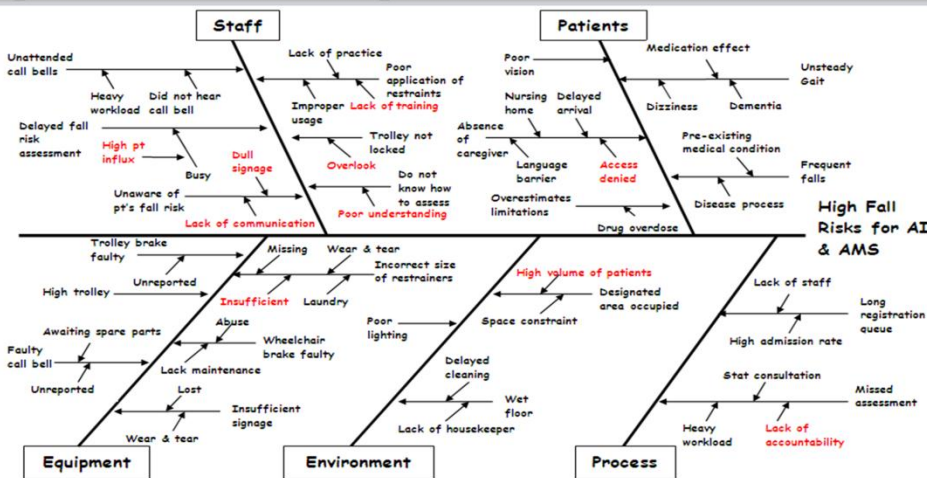 Staff
Patients
Unattended
call bells
Heavy
workload
Did not hear
call bell
Lack of practice
Poor
application of
restraints
Improper
usage
Lack of training
Delayed fall
risk
assessment
High pt
influx
Busy
Trolley not
locked
Overlook
Dull
signage
Unaware of
pt's fall risk
Lack of communication
Do not
know how
to assess
Poor understanding
Poor
vision
Medication effect
Unsteady
Gait
Dizziness
Dementia
Nursing
home
Delayed
arrival
Absence
of
caregiver
Language
barrier
Access
denied
Pre-existing
medical condition
Frequent
falls
Disease process
Overestimates
limitations
Drug overdose
High Fall
Risks for AI
& AMS
Trolley brake
faulty
Unreported
High trolley
Missing
Wear & tear
Incorrect size
of restrainers
Insufficient
Laundry
Awaiting spare parts
Faulty
call bell
Unreported
Abuse
Wheelchair
brake faulty
Lack maintenance
Lost
Insufficient
signage
Wear & tear
High volume of patients
Designated
area occupied
Space constraint
Poor
lighting
Delayed
cleaning
Wet
floor
Lack of housekeeper
Lack of staff
Long
registration
queue
High admission rate
Stat consultation
Missed
assessment
Heavy
workload
Lack of
accountability
Equipment
Environment
Process